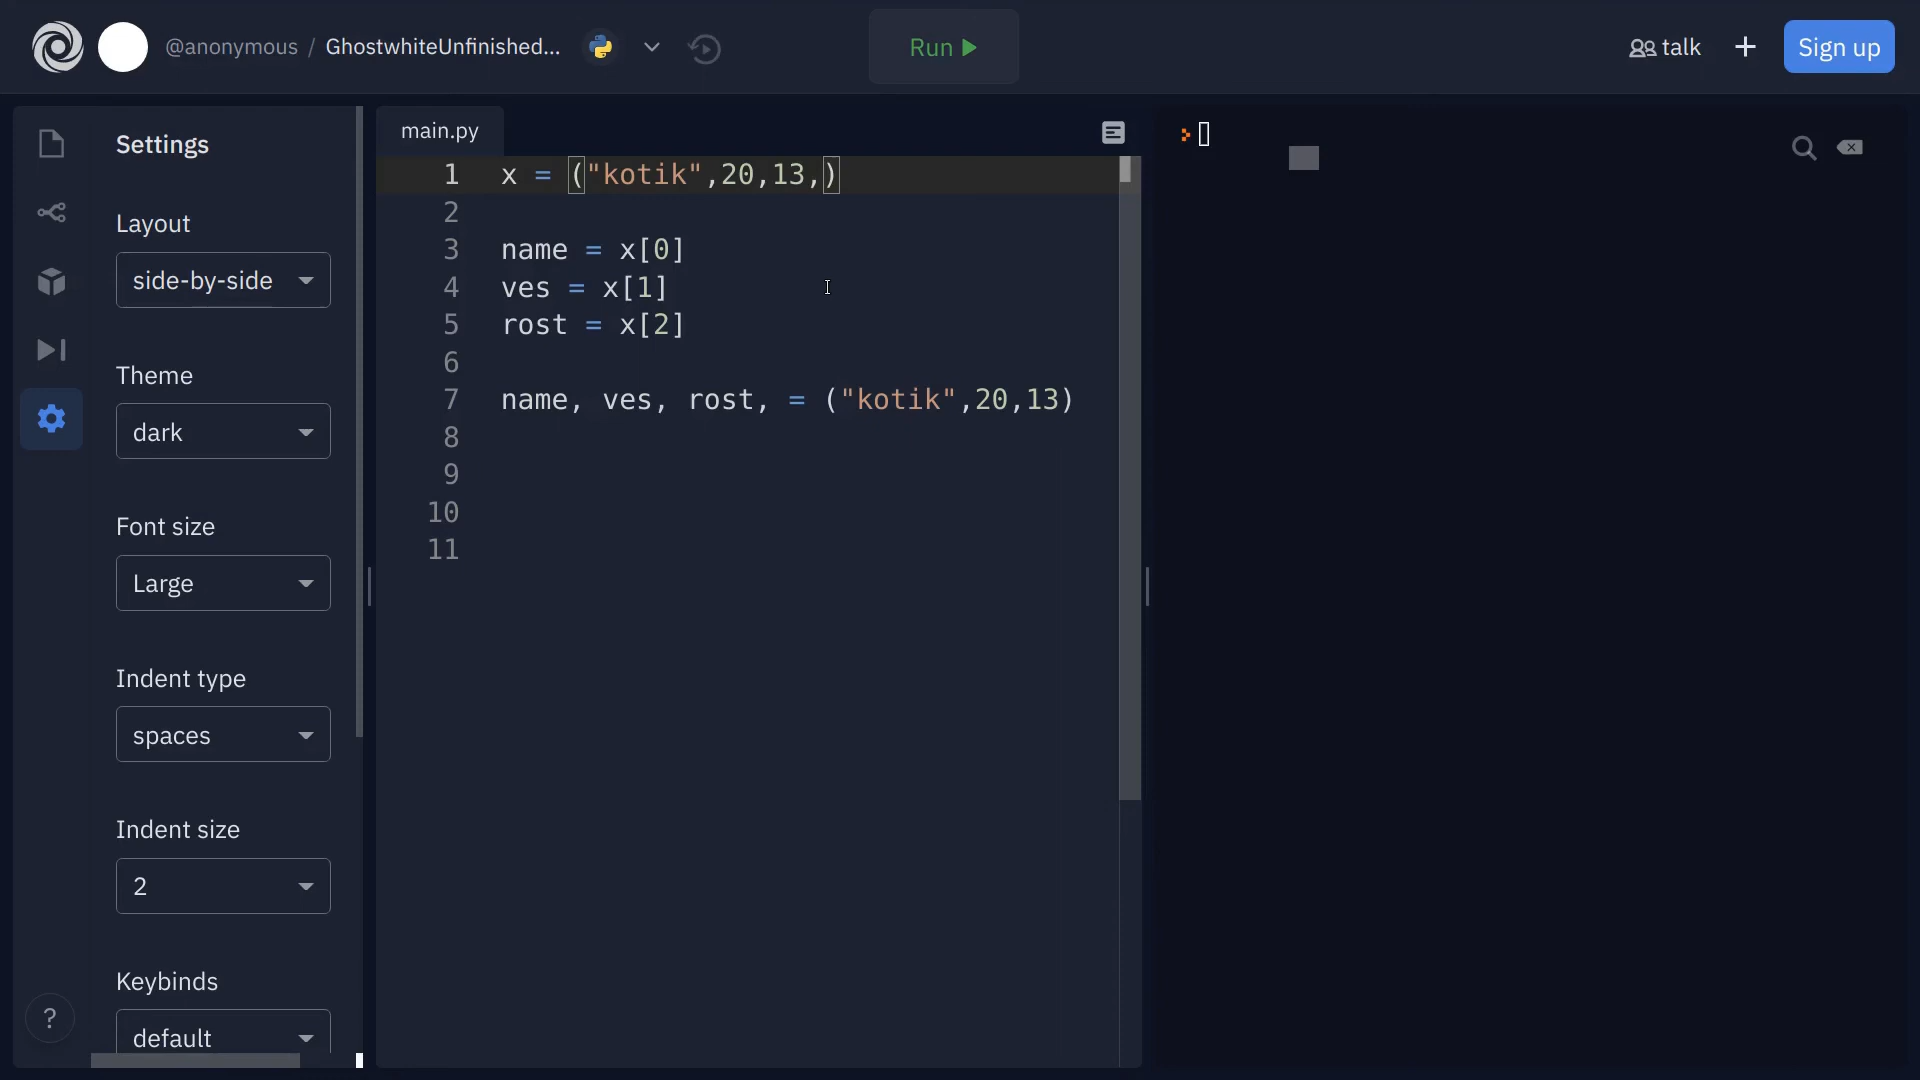 @anonymous / GhostwhiteUnfinished...
Run
talk
+
Sign up
Settings
Layout
side-by-side
Theme
dark
Font size
Large
Indent type
spaces
Indent size
2
Keybinds
default
?
main.py
1 x = ("kotik",20,13,)
2
3 name = x[0]
4 ves = x[1]
5 rost = x[2]
6
7 name, ves, rost, = ("kotik",20,13)
8
9
10
11